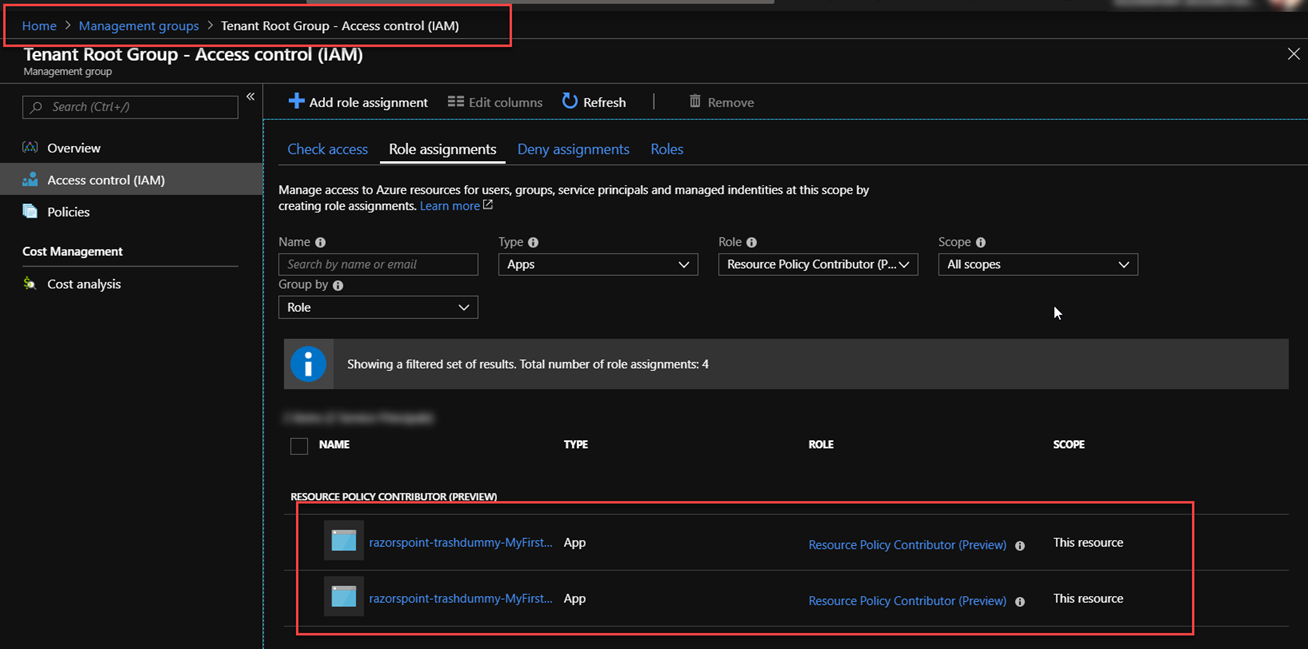 Home > Management groups > Tenant Root Group - Access control (IAM)
Tenant Root Group - Access control (IAM)
Management group
Search (Ctrl+/)
Overview
Access control (IAM)
Policies
Cost Management
Cost analysis
Add role assignment Edit columns Refresh Remove
Check access Role assignments Deny assignments Roles
Manage access to Azure resources for users, groups, service principals and managed indentities at this scope by
creating role assignments. Learn more
Name Type Role Scope
Search by name or email Apps Resource Policy Contributor (P... All scopes
Group by
Role
Showing a filtered set of results. Total number of role assignments: 4
NAME TYPE ROLE SCOPE
RESOURCE POLICY CONTRIBUTOR (PREVIEW)
razorspoint-trashdummy-MyFirst... App Resource Policy Contributor (Preview) This resource
razorspoint-trashdummy-MyFirst... App Resource Policy Contributor (Preview) This resource